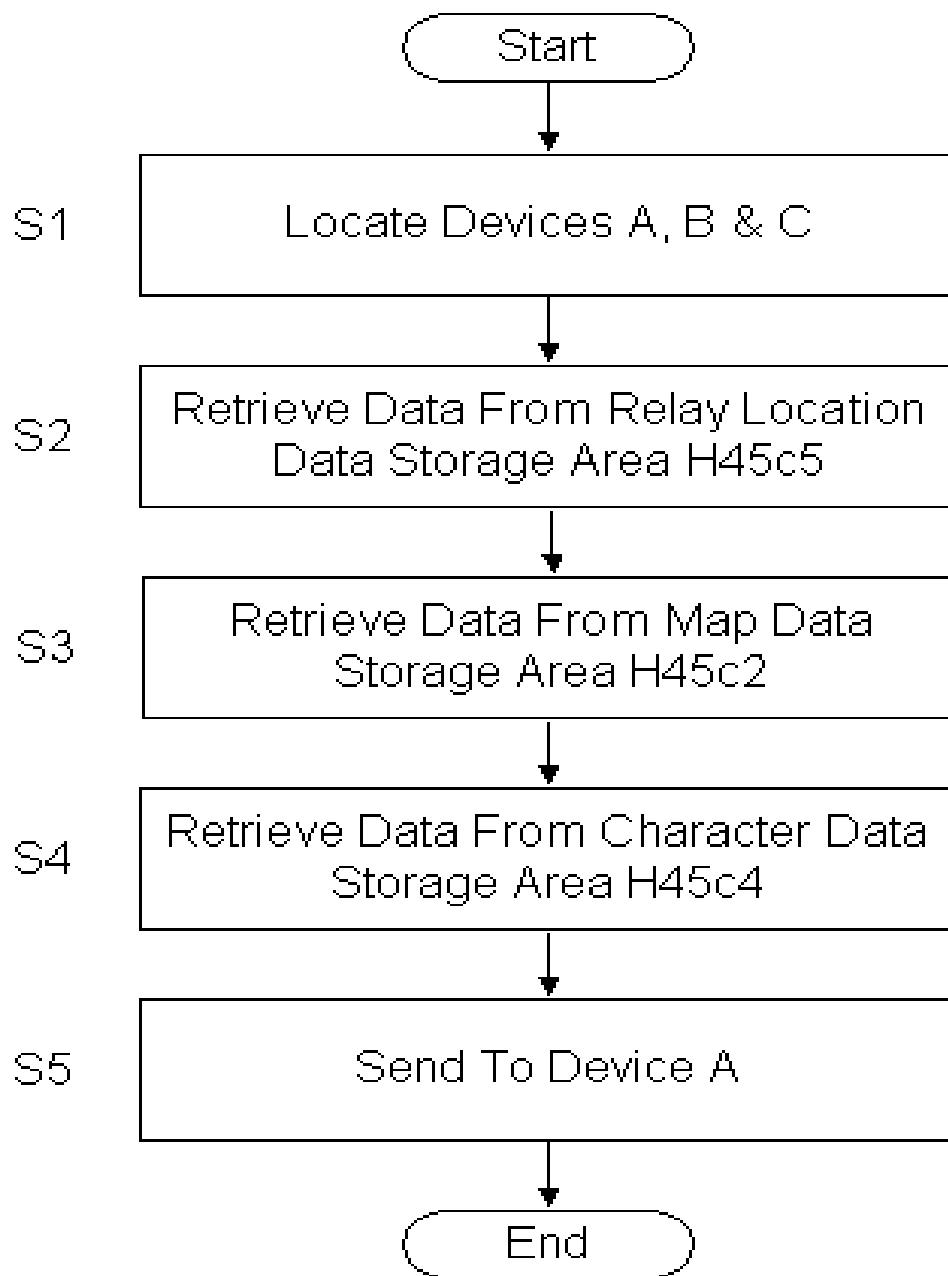 Start
S1
Locate Devices A, B & C
S2
Retrieve Data From Relay Location
Data Storage Area H45c5
S3
Retrieve Data From Map Data
Storage Area H45c2
S4
Retrieve Data From Character Data
Storage Area H45c4
S5
Send To Device A
End